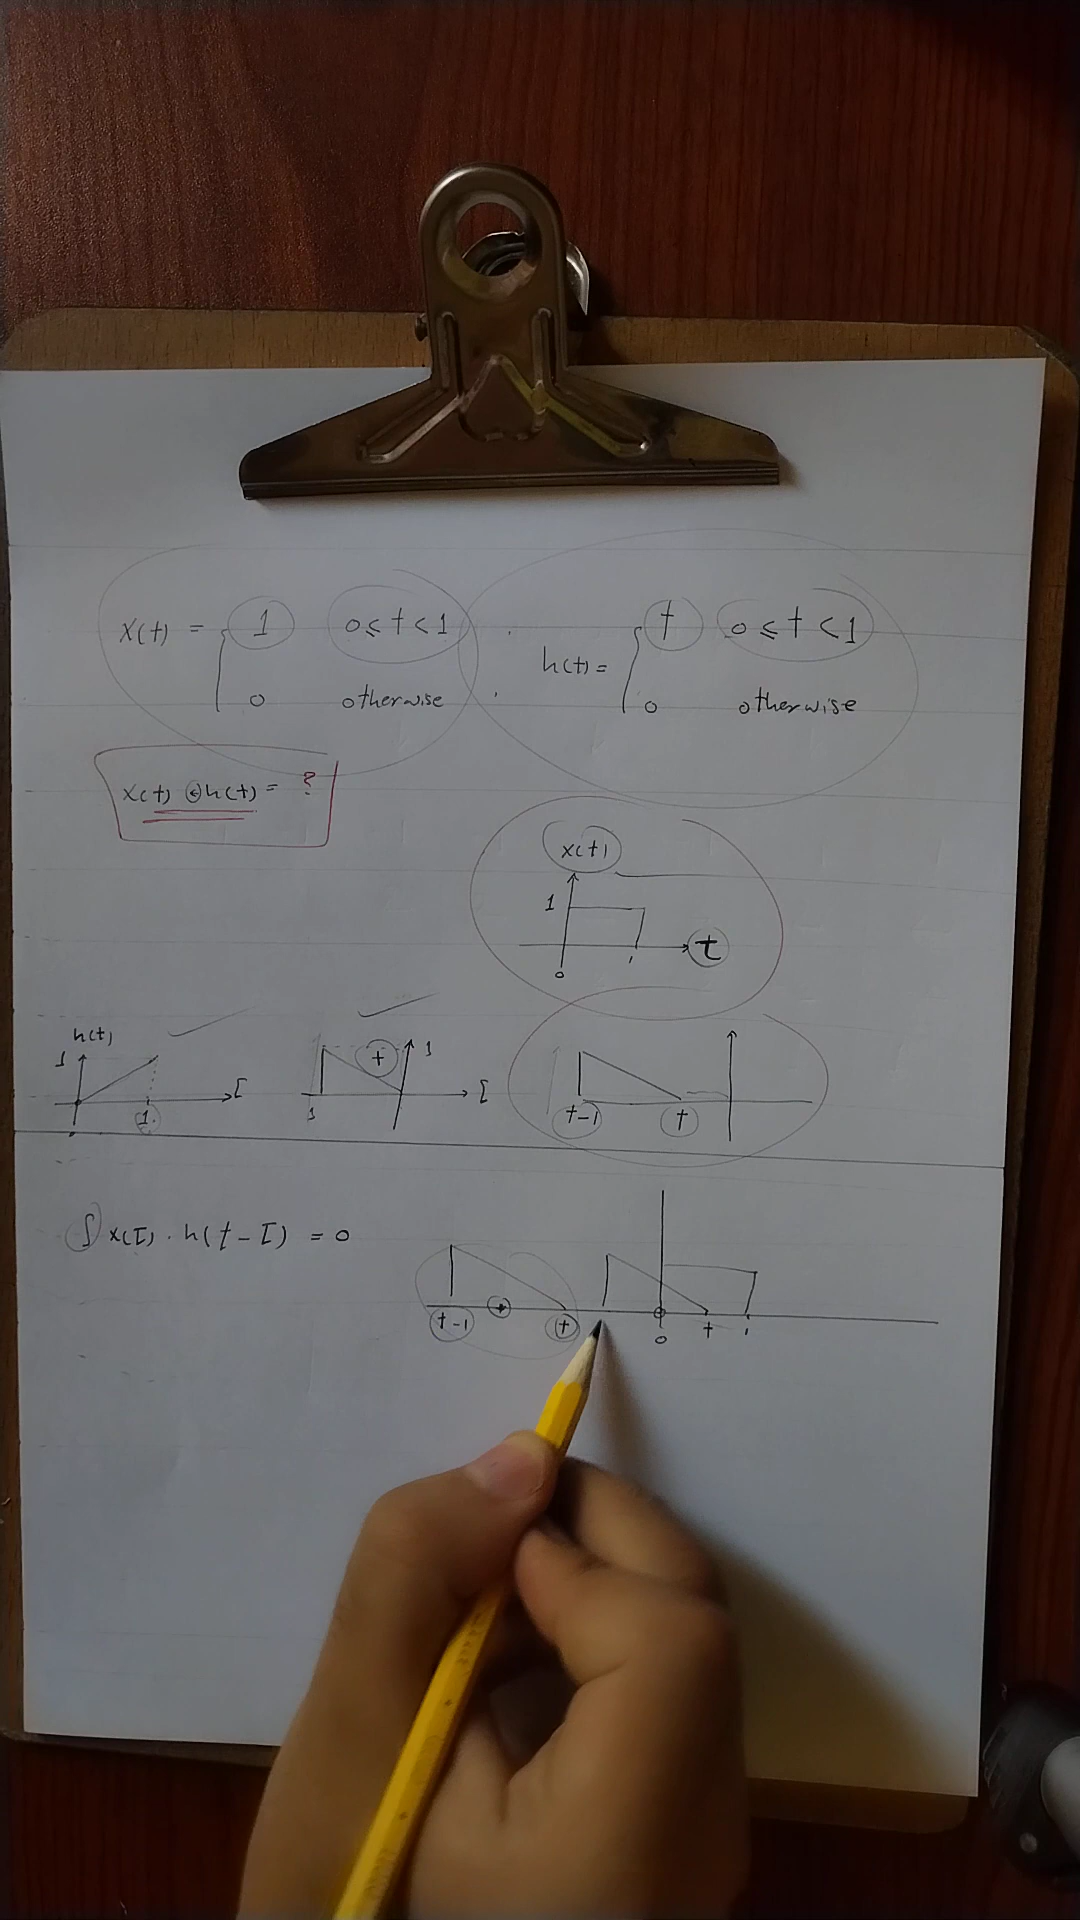 x(t) = { 1 0≤t<1
0 otherwise
h(t) = { t 0≤t<1
0 otherwise
x(t) * h(t) = ?
x(t)
1
τ
0 1
h(t)
1
τ
1
1
τ
1
t-1 t
∫ x(τ) . h(t-τ) = 0
t-1 t 0 t 1